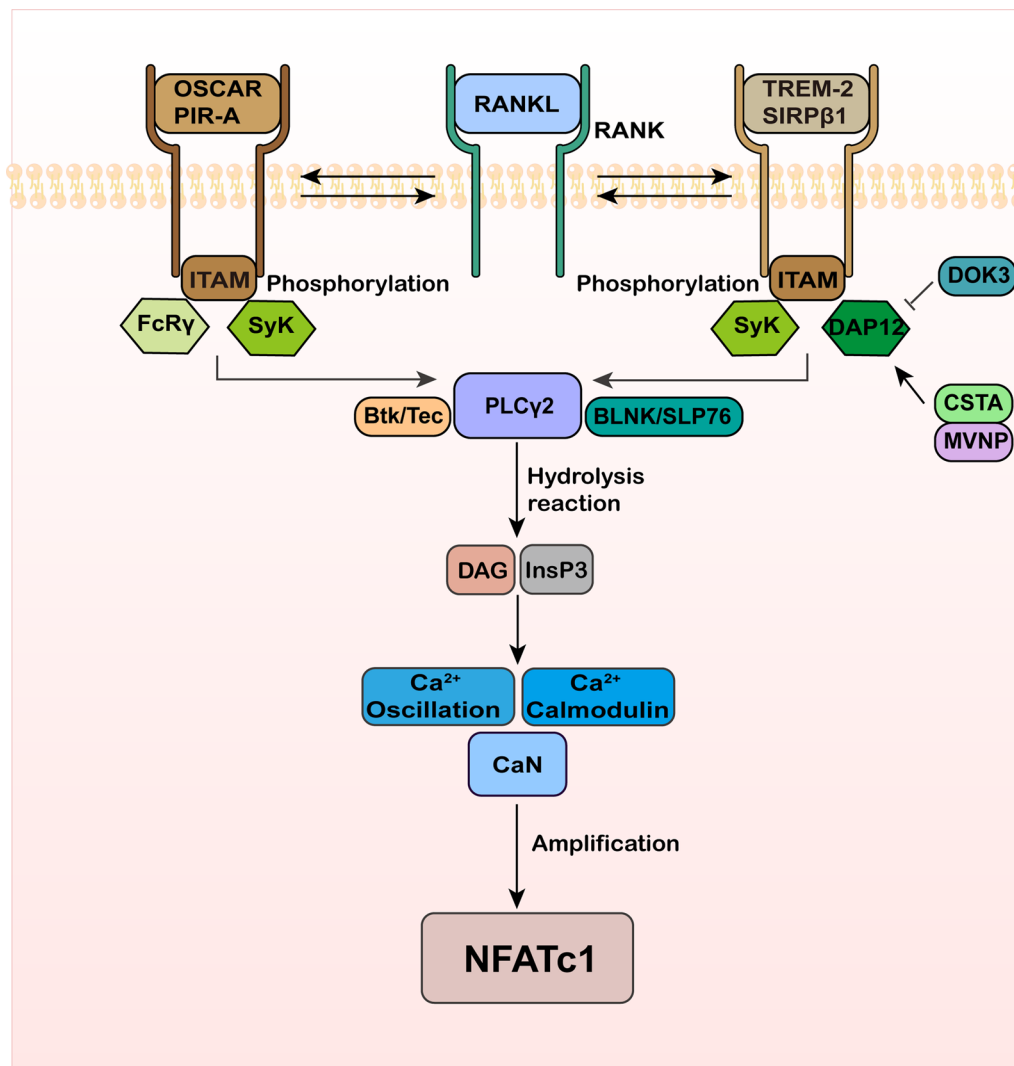 OSCAR
PIR-A
RANKL
RANK
TREM-2
SIRPβ1
ITAM
Phosphorylation
FcRγ
SyK
Phosphorylation
ITAM
SyK
DAP12
DOK3
CSTA
MVNP
Btk/Tec
PLCγ2
BLNK/SLP76
Hydrolysis
reaction
DAG
InsP3
Ca²⁺
Oscillation
Ca²⁺
Calmodulin
CaN
Amplification
NFATc1